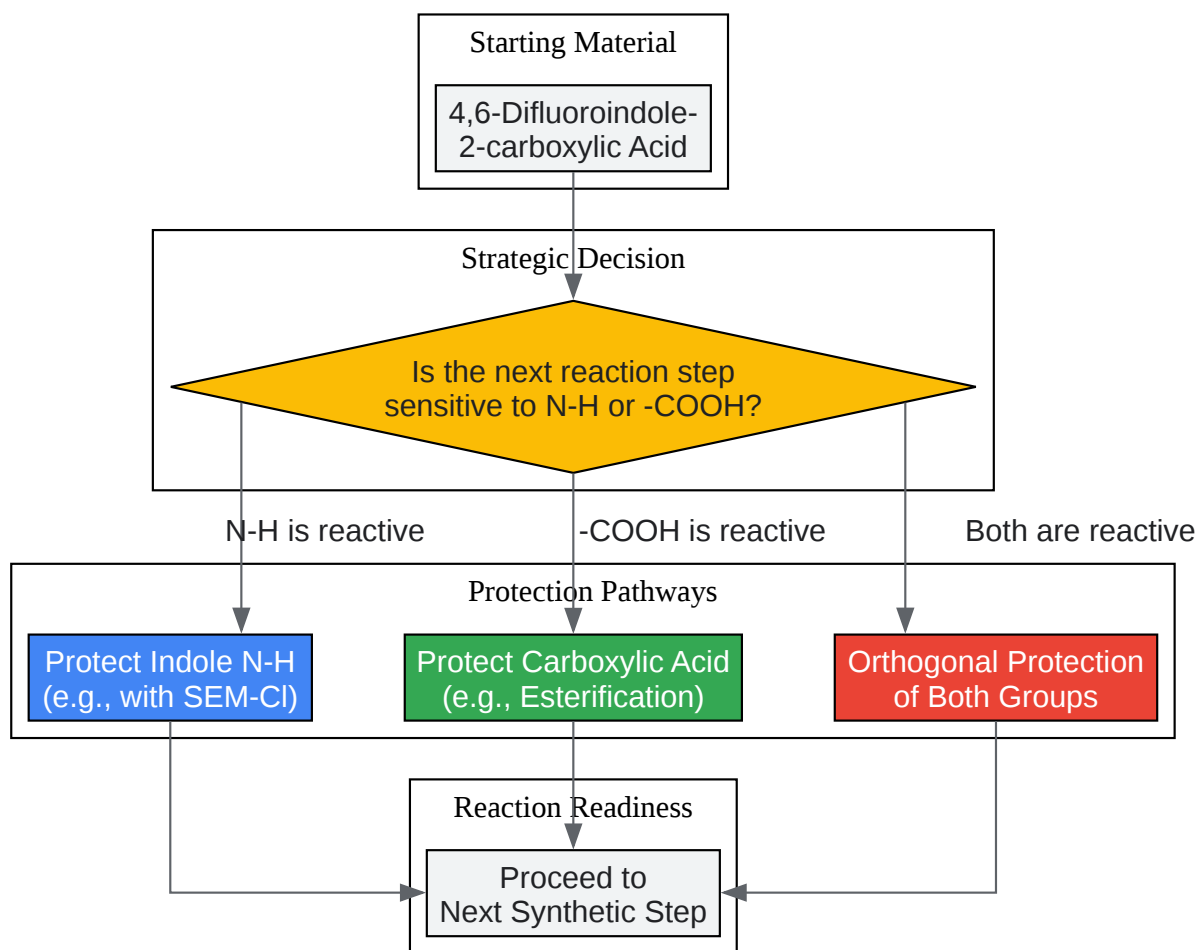 Starting Material
4,6-Difluoroindole-
2-carboxylic Acid
Strategic Decision
Is the next reaction step
sensitive to N-H or -COOH?
N-H is reactive
-COOH is reactive
Both are reactive
Protection Pathways
Protect Indole N-H
(e.g., with SEM-Cl)
Protect Carboxylic Acid
(e.g., Esterification)
Orthogonal Protection
of Both Groups
Reaction Readiness
Proceed to
Next Synthetic Step